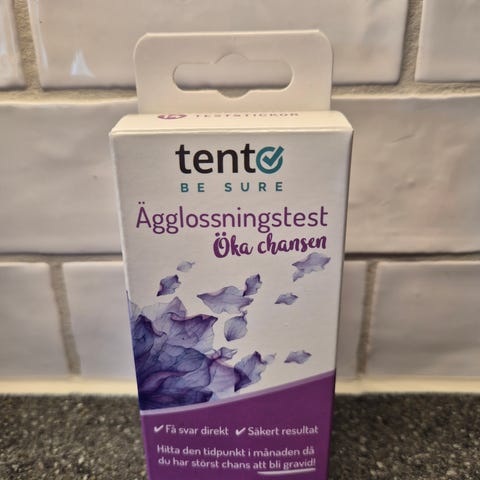 TESTSTICKOR
tento
BE SURE
Ägglossningstest
Öka chansen
Få svar direkt
Säkert resultat
Hitta den tidpunkt i månaden då
du har störst chans att bli gravid!